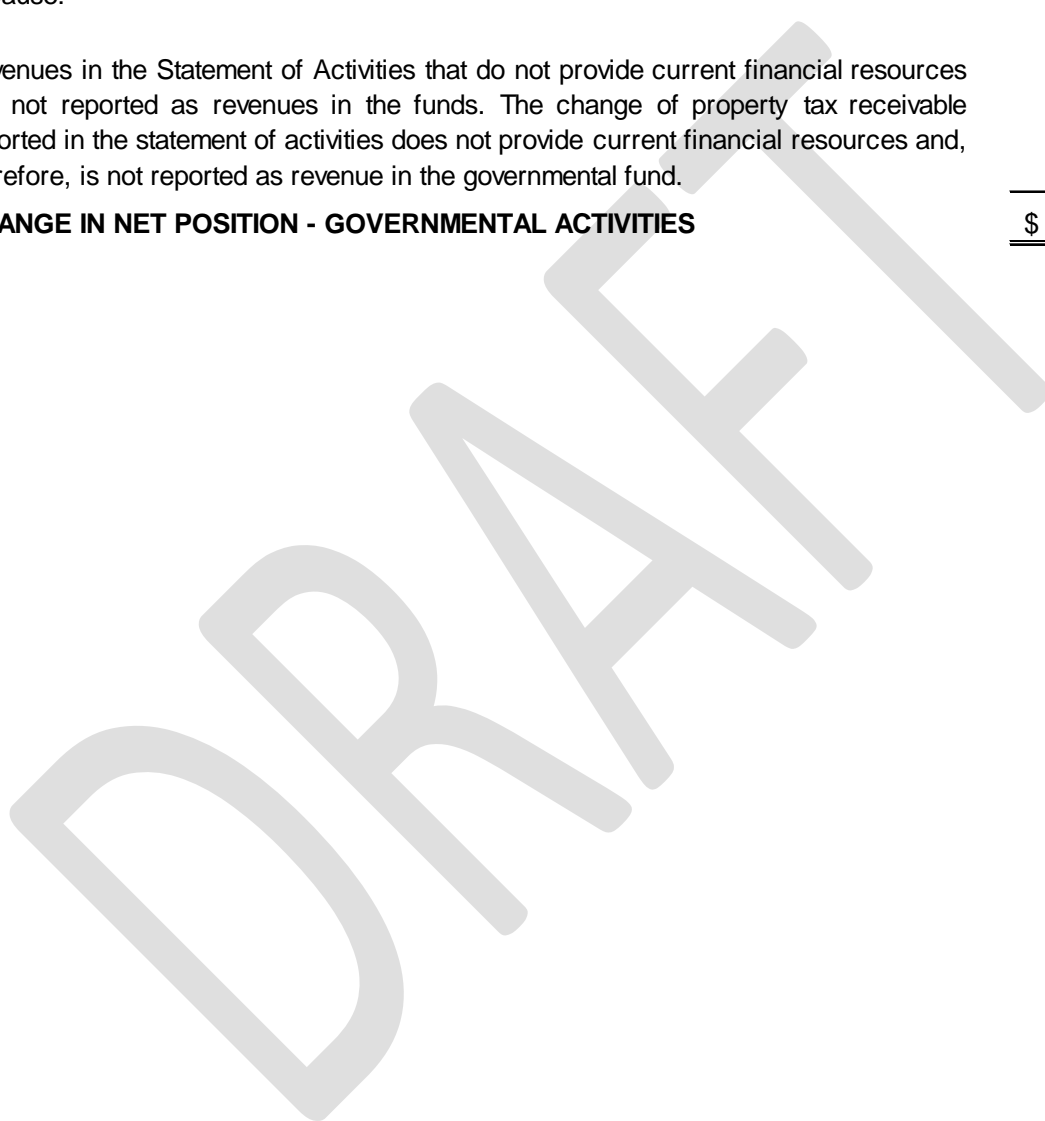 venues in the Statement of Activities that do not provide current financial resources
not reported as revenues in the funds. The change of property tax receivable
orted in the statement of activities does not provide current financial resources and,
refore, is not reported as revenue in the governmental fund.
ANGE IN NET POSITION - GOVERNMENTAL ACTIVITIES $
DRAFT